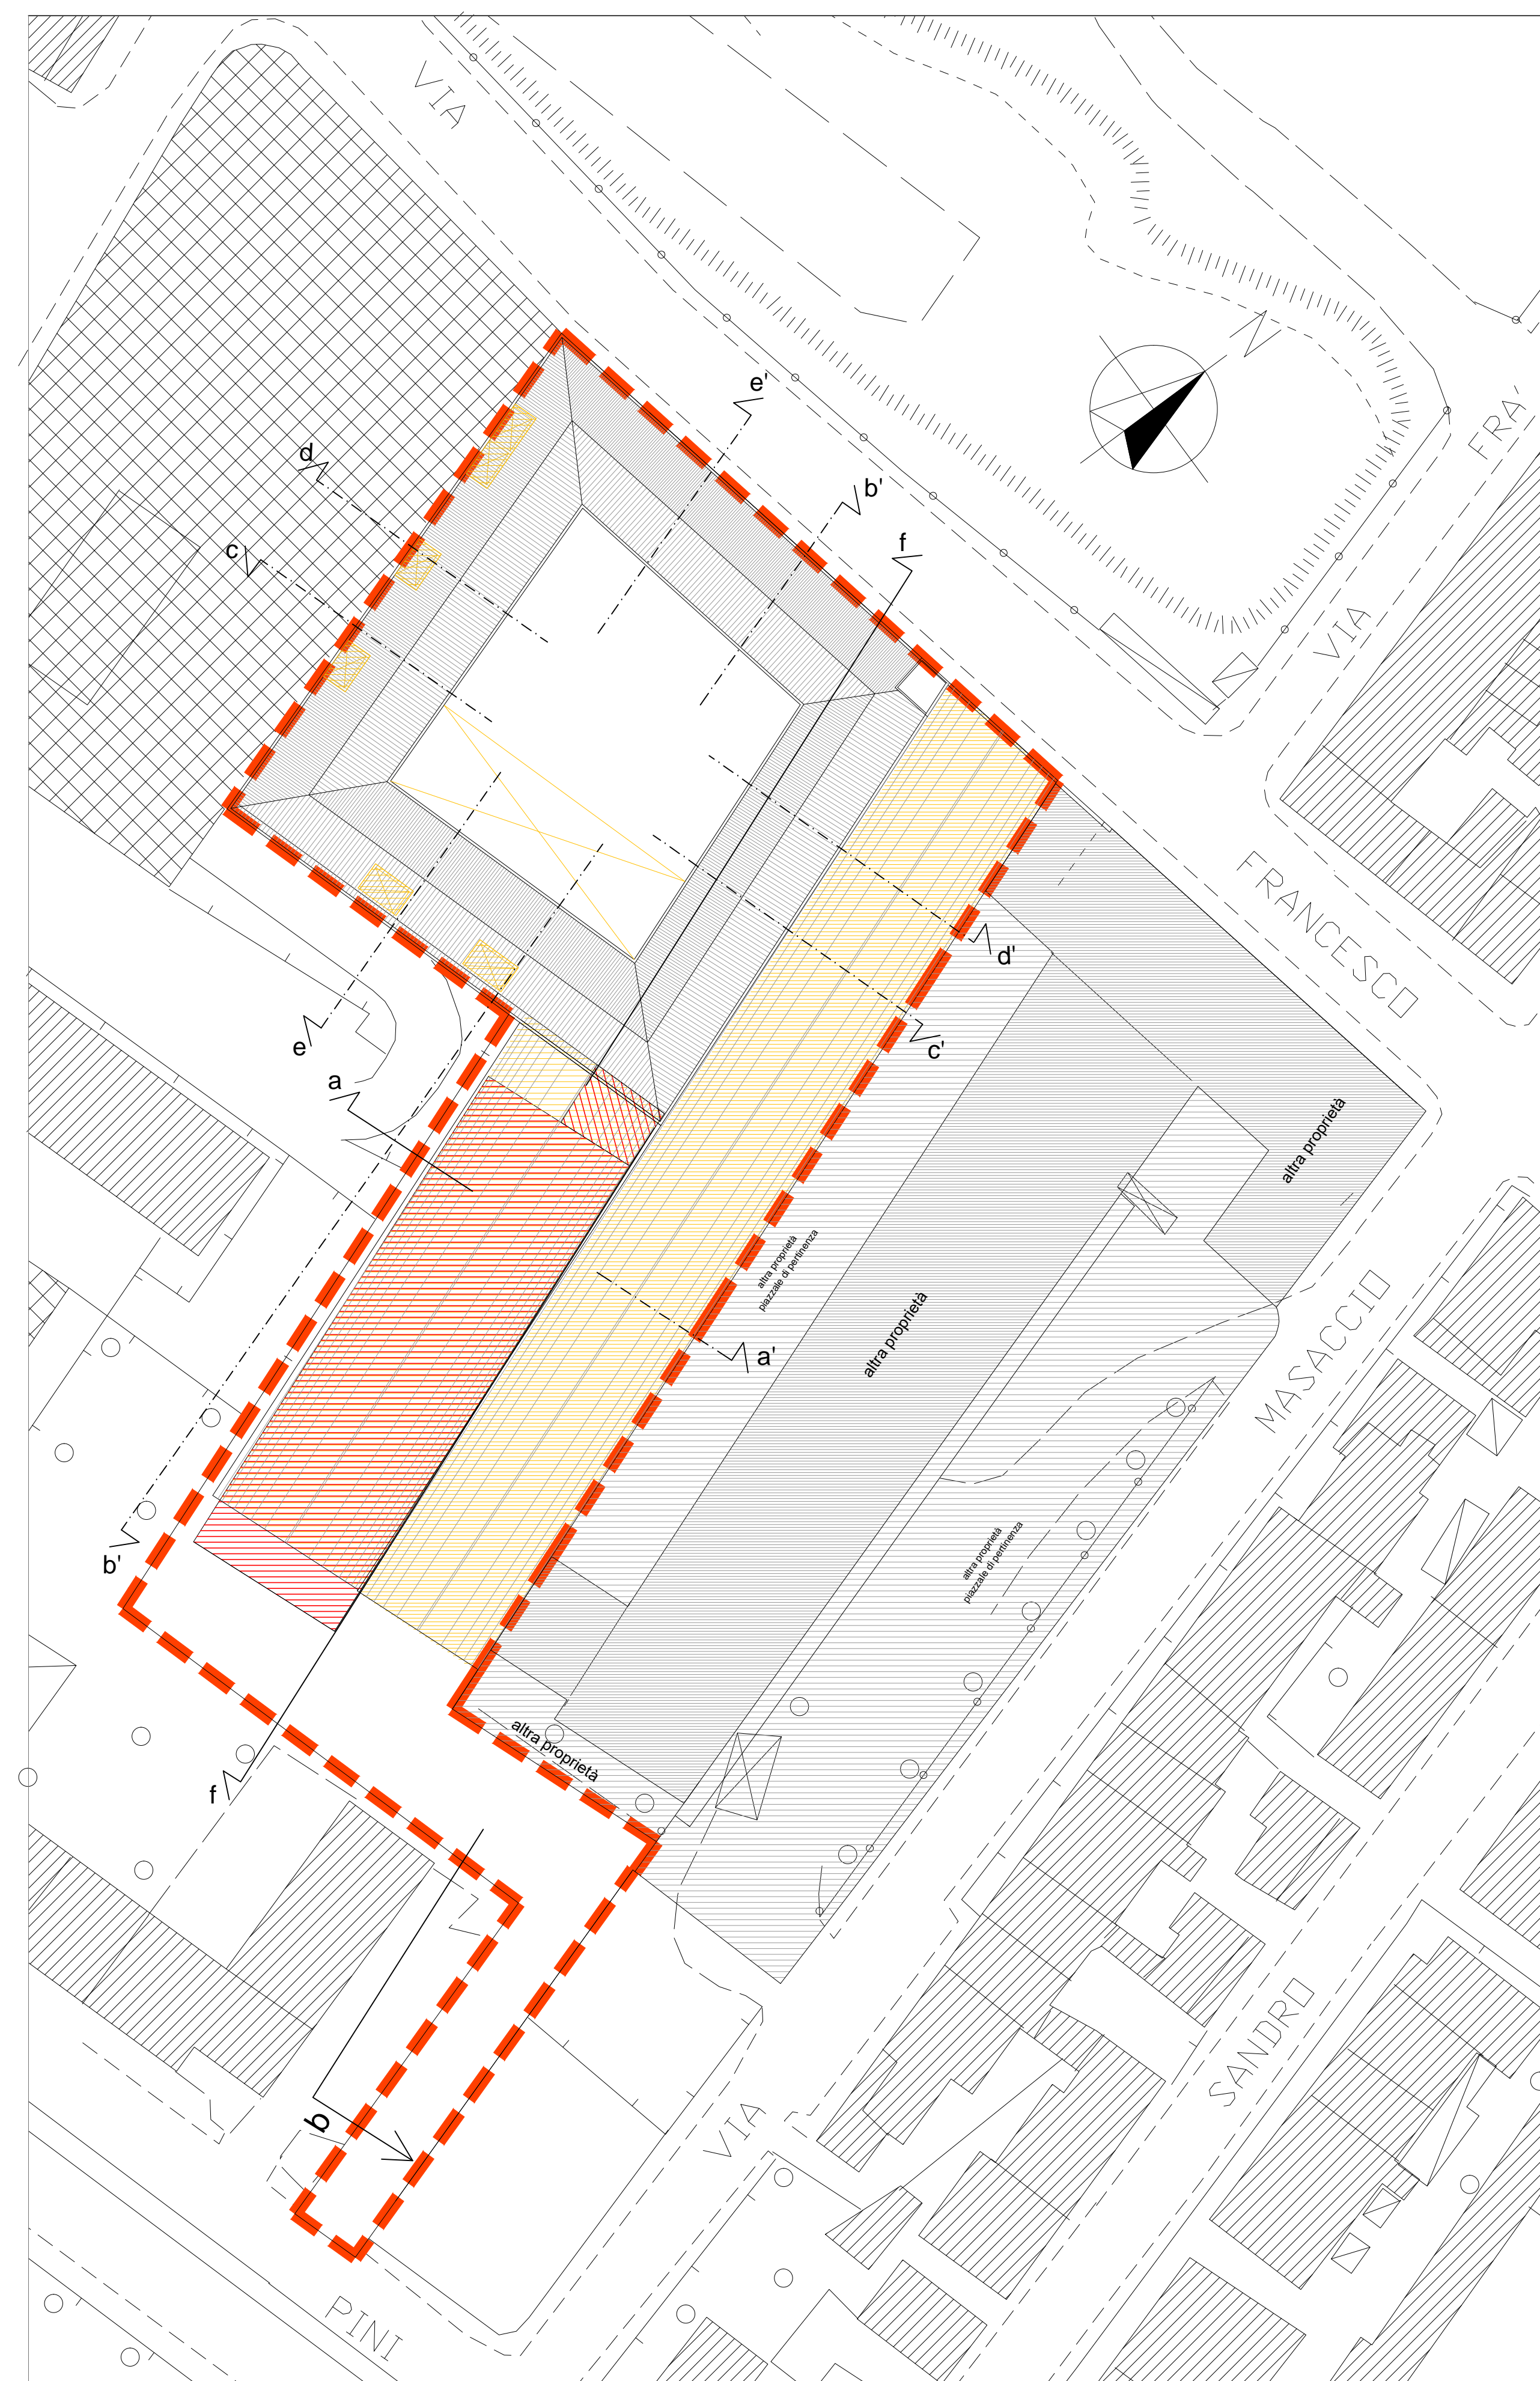 VIA
N
FRA
e'
b'
d
f
c
VIA
FRANCESCO
d'
e
c'
a
altra proprietà
altra proprietà
piazzale di pertinenza
altra proprietà
MASACCIO
a'
altra proprietà
piazzale di pertinenza
b'
altra proprietà
f
SANDRO
b
VIA
PINI